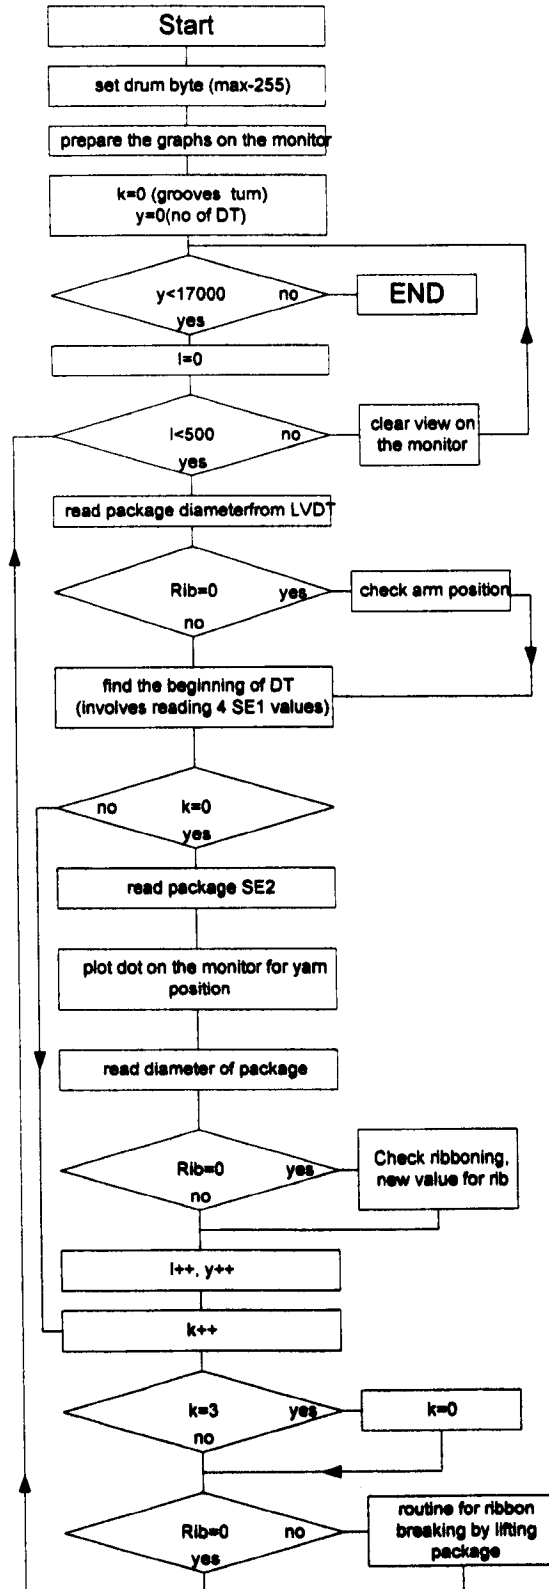 Start
set drum byte (max-255)
prepare the graphs on the monitor
k=0 (grooves turn)
y=0(no of DT)
y<17000 no
yes
END
l=0
l<500 no
yes
clear view on
the monitor
read package diameterfrom LVDT
Rib=0 yes
no
check arm position
find the beginning of DT
(involves reading 4 SE1 values)
no k=0
yes
read package SE2
plot dot on the monitor for yarn
position
read diameter of package
Rib=0 yes
no
Check ribboning,
new value for rib
l++, y++
k++
k=3 yes
no
k=0
Rib=0 no
yes
routine for ribbon
breaking by lifting
package